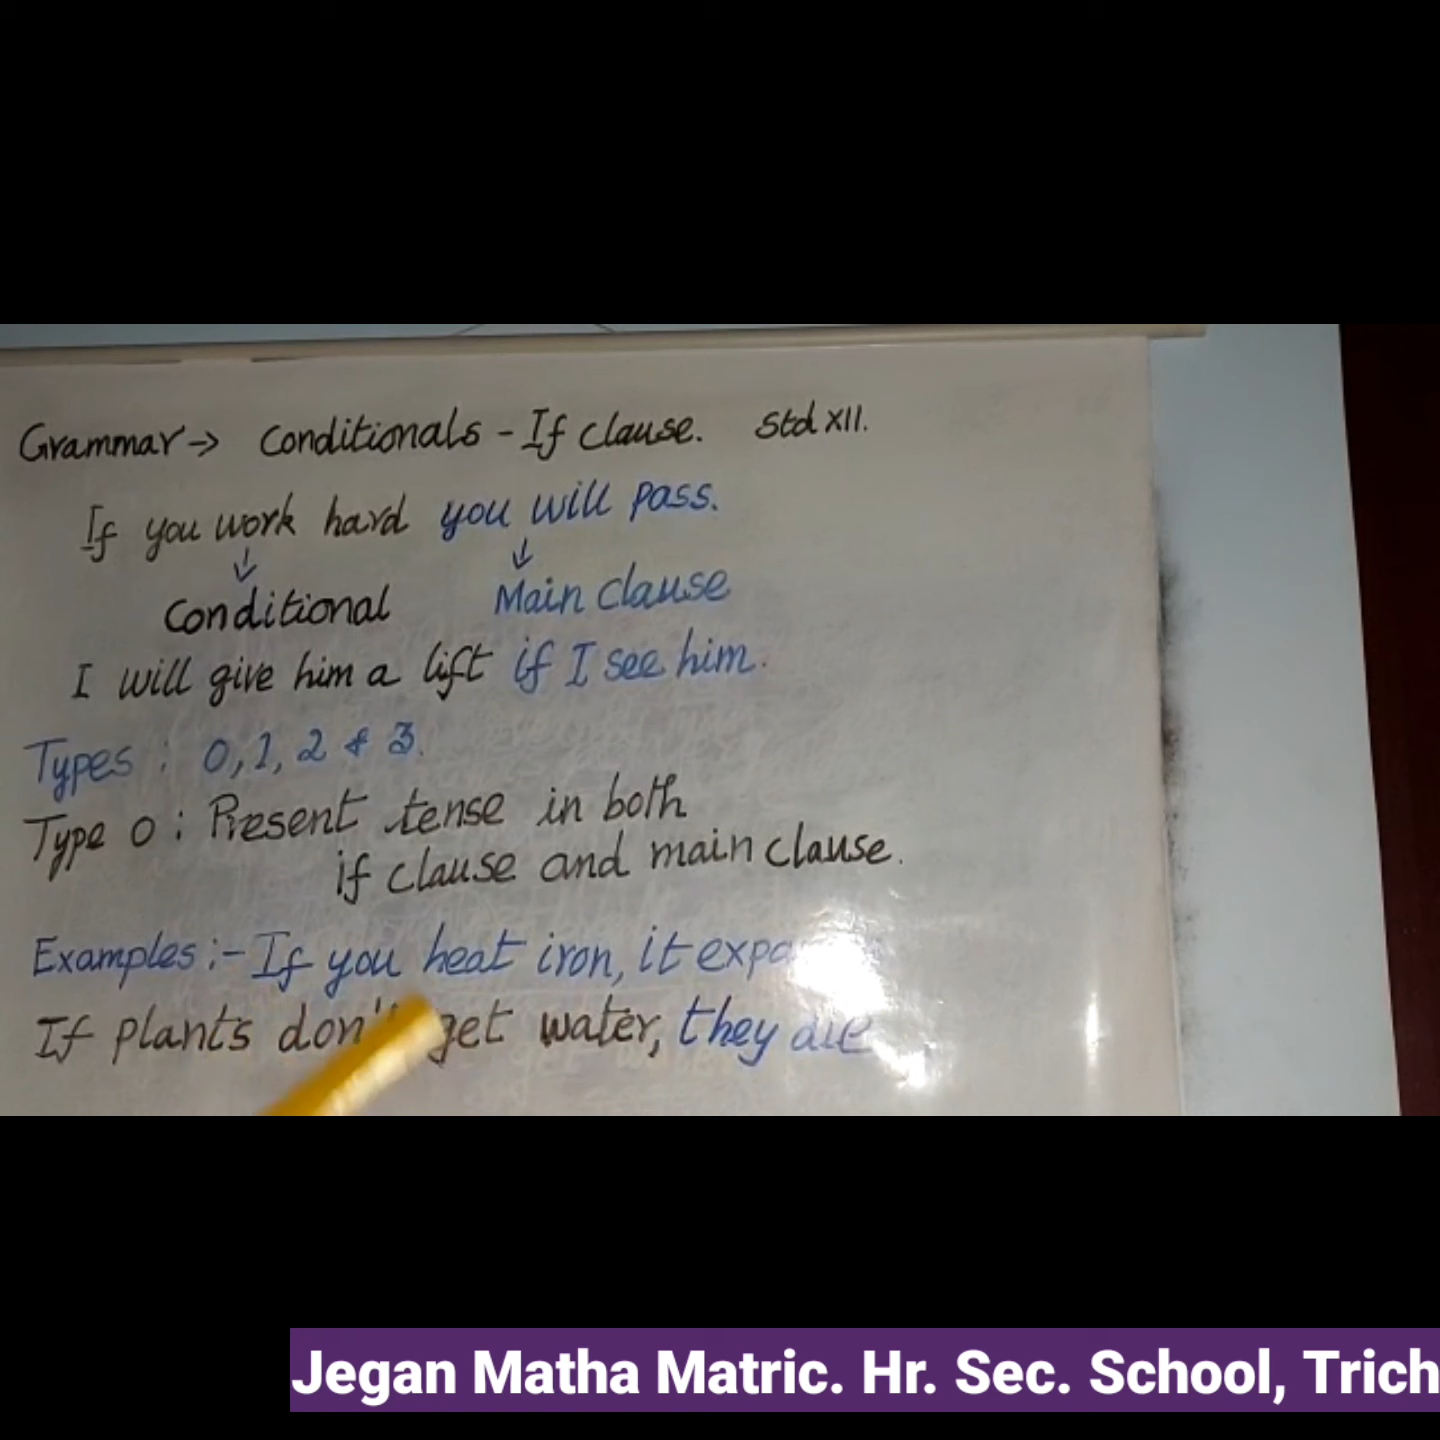 Grammar → Conditionals - If clause. Std XII.
If you work hard you will pass.
↓ ↓
Conditional Main clause
I will give him a lift if I see him.
Types : 0, 1, 2 & 3.
Type 0 : Present tense in both
if clause and main clause.
Examples :- If you heat iron, it
If plants get water, they die
Jegan Matha Matric. Hr. Sec. School, Trich